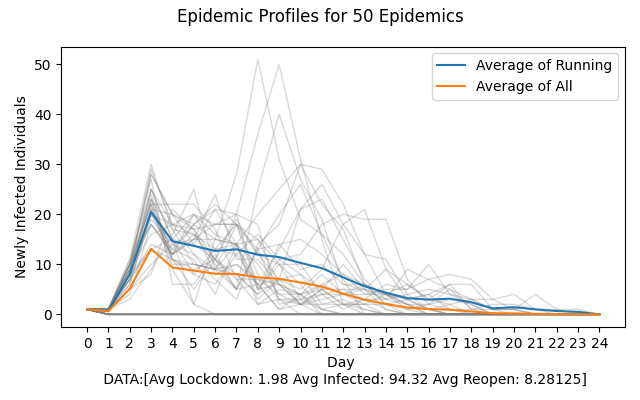 Epidemic Profiles for 50 Epidemics
Average of Running
Average of All
Newly Infected Individuals
50
40
30
20
10
0
0 1 2 3 4 5 6 7 8 9 10 11 12 13 14 15 16 17 18 19 20 21 22 23 24
Day
DATA:[Avg Lockdown: 1.98 Avg Infected: 94.32 Avg Reopen: 8.28125]